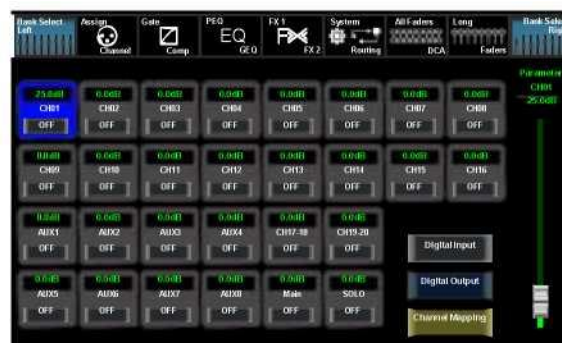 Bank Select Assign Gate PEQ FX 1 System All Faders Long Bank Sele
Left Channel Comp EQ GEQ FX 2 Routing DCA Faders Rig
Parameter
CH01
25.0dB 0.0dB 0.0dB 0.0dB 0.0dB 0.0dB 0.0dB 0.0dB 25.0dB
CH01 CH02 CH03 CH04 CH05 CH06 CH07 CH08
OFF OFF OFF OFF OFF OFF OFF OFF
0.0dB 0.0dB 0.0dB 0.0dB 0.0dB 0.0dB 0.0dB 0.0dB
CH09 CH10 CH11 CH12 CH13 CH14 CH15 CH16
OFF OFF OFF OFF OFF OFF OFF OFF
0.0dB 0.0dB 0.0dB 0.0dB 0.0dB 0.0dB
AUX1 AUX2 AUX3 AUX4 CH17-18 CH19-20
OFF OFF OFF OFF OFF OFF
Digital Input
0.0dB 0.0dB 0.0dB 0.0dB 0.0dB 0.0dB
AUX5 AUX6 AUX7 AUX8 Main SOLO
OFF OFF OFF OFF OFF OFF
Digital Output
Channel Mapping